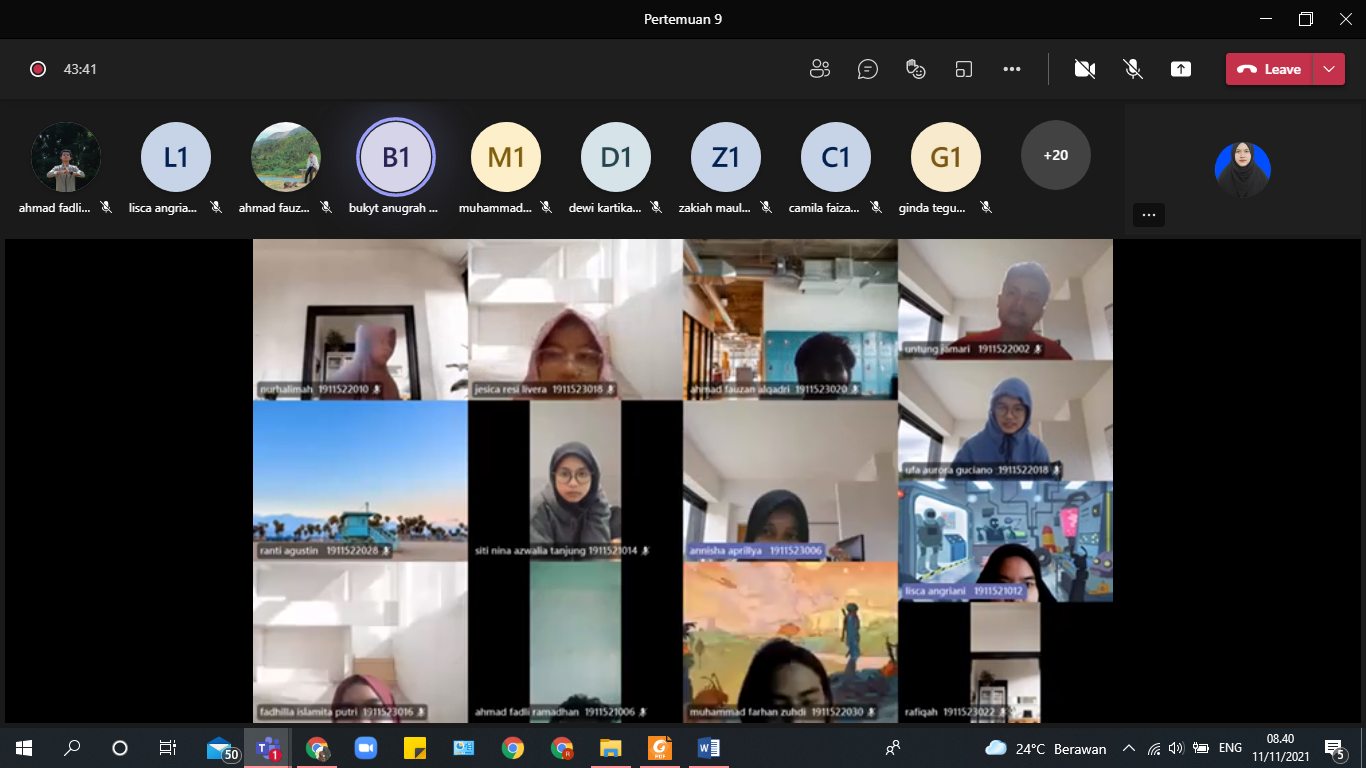 Pertemuan 9
43:41
Leave
L1
B1
M1
D1
Z1
C1
G1
+20
ahmad fadli...
lisca angria...
ahmad fauz...
bukyt anugrah ...
muhammad...
dewi kartika...
zakiah maul...
camila faiza...
ginda tegu...
nurhalimah 1911522010
jesica resi livera 1911523018
ahmad fauzan alqadri 1911523020
untung jamari 1911522002
ufa aurora guciano 1911522018
ranti agustin 1911522028
siti nina azwalia tanjung 1911521014
annisha aprillya 1911523006
lisca angriani 1911521012
fadhilla islamita putri 1911523016
ahmad fadli ramadhan 1911521006
muhammad farhan zuhdi 1911522030
rafiqah 1911523022
50
1
PDF
24°C Berawan
ENG
08.40
11/11/2021
5